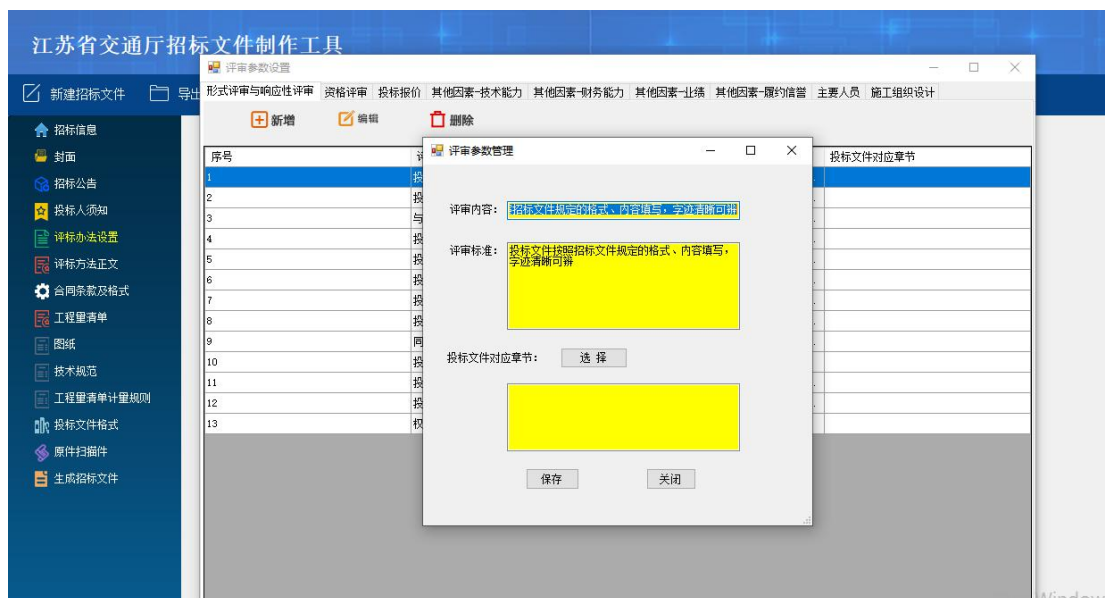 江苏省交通厅招标文件制作工具
评审参数设置
新建招标文件 导出
形式评审与响应性评审 资格评审 投标报价 其他因素-技术能力 其他因素-财务能力 其他因素-业绩 其他因素-履约信誉 主要人员 施工组织设计
新增 编辑 删除
招标信息
封面
招标公告
投标人须知
评标办法设置
评标方法正文
合同条款及格式
工程量清单
图纸
技术规范
工程量清单计量规则
投标文件格式
原件扫描件
生成招标文件
序号 投标文件对应章节
1 投
2 投
3 与
4 投
5 投
6 投
7 投
8 投
9 同
10 投
11 投
12 投
13 权
评审参数管理
评审内容: 招标文件规定的格式、内容填写，字迹清晰可辨
评审标准: 投标文件按照招标文件规定的格式、内容填写，
字迹清晰可辨
投标文件对应章节: 选择
保存 关闭